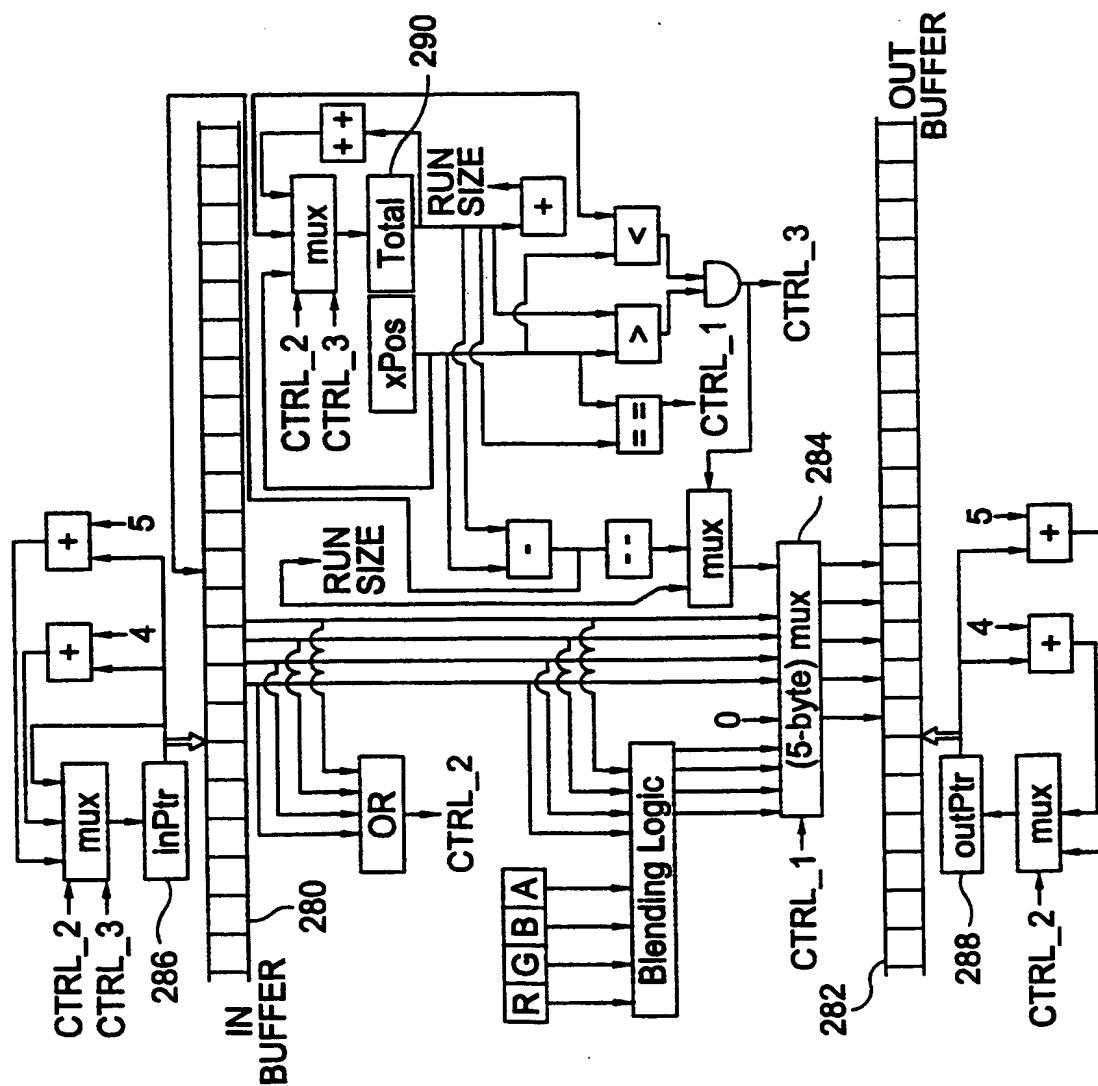 CTRL_2
CTRL_3
mux
+
4
+
5
inPtr
286
IN
BUFFER
280
CTRL_2
CTRL_3
mux
+ +
xPos
Total
290
RUN
SIZE
+
RUN
SIZE
-
- -
= =
>
<
CTRL_1
CTRL_3
mux
OR
CTRL_2
R G B A
Blending Logic
0
CTRL_1
(5-byte) mux
284
282
OUT
BUFFER
outPtr
288
CTRL_2
mux
4
+
5
+